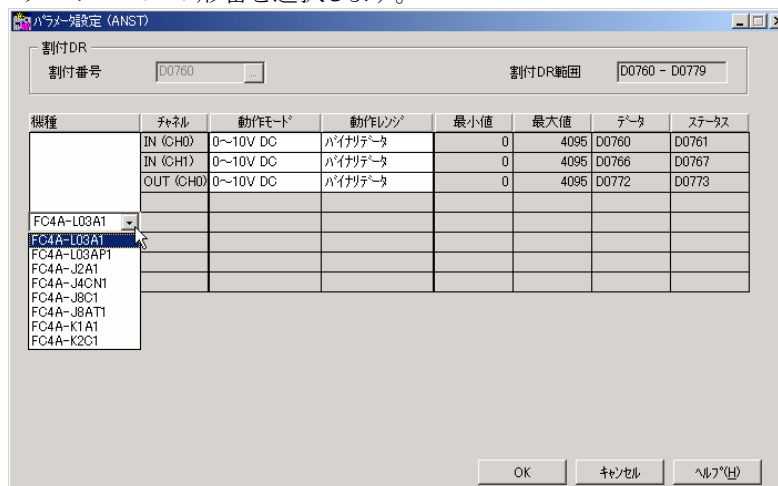 を選択します。
パラメータ設定 (ANST)
割付DR
割付番号 D0760 ... 割付DR範囲 D0760 - D0779
機種 チャネル 動作モード 動作レンジ 最小値 最大値 データ ステータス
IN (CH0) 0~10V DC バイナリデータ 0 4095 D0760 D0761
IN (CH1) 0~10V DC バイナリデータ 0 4095 D0766 D0767
OUT (CH0) 0~10V DC バイナリデータ 0 4095 D0772 D0773
FC4A-L03A1
FC4A-L03A1
FC4A-L03AP1
FC4A-J2A1
FC4A-J4CN1
FC4A-J8C1
FC4A-J8AT1
FC4A-K1A1
FC4A-K2C1
OK キャンセル ヘルプ(H)